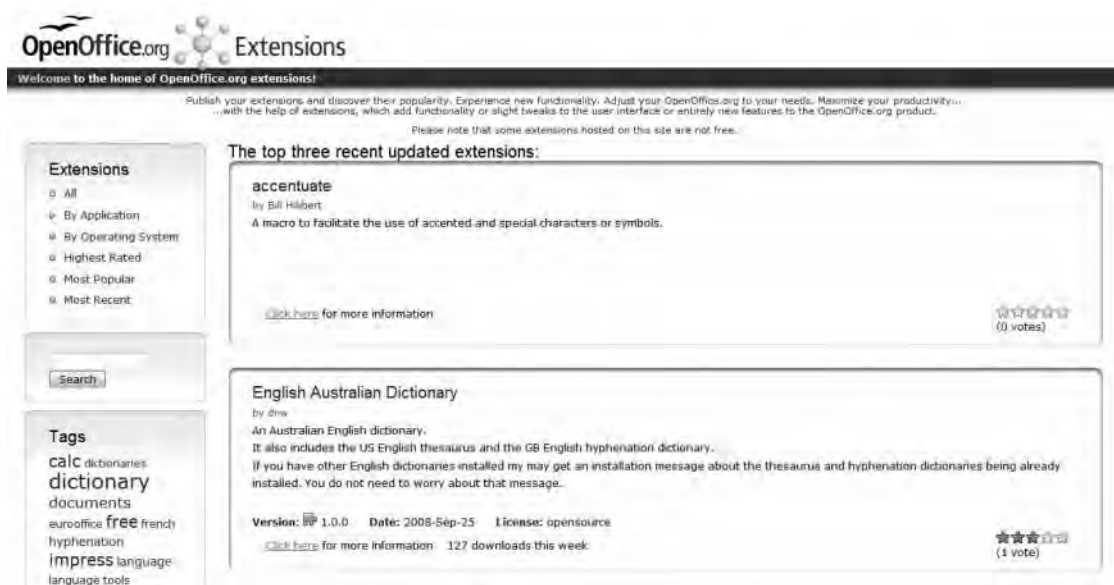 OpenOffice.org Extensions
Welcome to the home of OpenOffice.org extensions!
Publish your extensions and discover their popularity. Experience new functionality. Adjust your OpenOffice.org to your needs. Maximize your productivity...
...with the help of extensions, which add functionality or slight tweaks to the user interface or entirely new features to the OpenOffice.org product.
Please note that some extensions hosted on this site are not free.
Extensions
All
By Application
By Operating System
Highest Rated
Most Popular
Most Recent
Search
Tags
calc dictionaries
dictionary
documents
eurooffice free french
hyphenation
impress language
language tools
The top three recent updated extensions:
accentuate
by Bill Hibbert
A macro to facilitate the use of accented and special characters or symbols.
Click here for more information
(0 votes)
English Australian Dictionary
by
An Australian English dictionary.
It also includes the US English thesaurus and the GB English hyphenation dictionary.
If you have other English dictionaries installed my may get an installation message about the thesaurus and hyphenation dictionaries being already
installed. You do not need to worry about that message.
Version: 1.0.0 Date: 2008-Sep-25 License: opensource
Click here for more information 127 downloads this week
(1 vote)